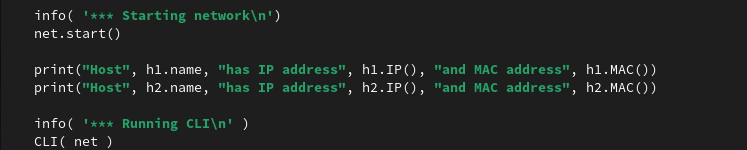 info( '*** Starting network\n')
net.start()
print("Host", h1.name, "has IP address", h1.IP(), "and MAC address", h1.MAC())
print("Host", h2.name, "has IP address", h2.IP(), "and MAC address", h2.MAC())
info( '*** Running CLI\n' )
CLI( net )